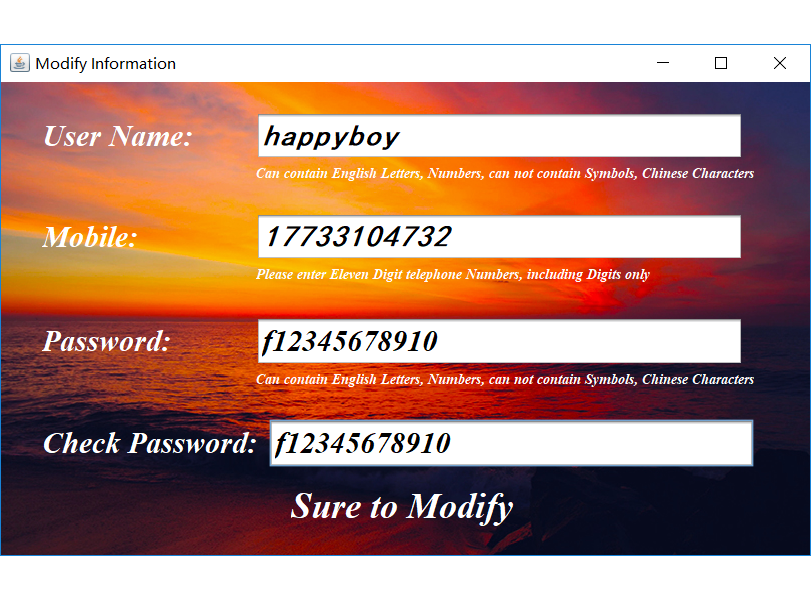 Modify Information
User Name: happyboy
Can contain English Letters, Numbers, can not contain Symbols, Chinese Characters
Mobile: 17733104732
Please enter Eleven Digit telephone Numbers, including Digits only
Password: f12345678910
Can contain English Letters, Numbers, can not contain Symbols, Chinese Characters
Check Password: f12345678910
Sure to Modify